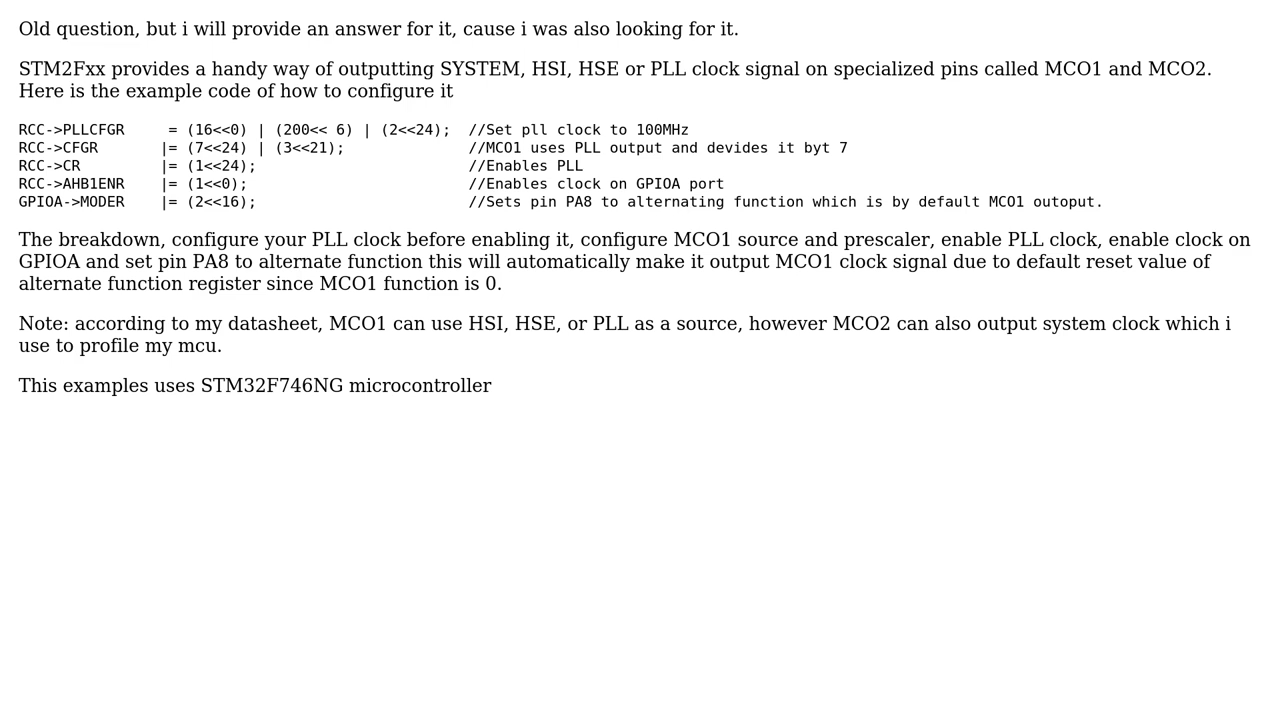 Old question, but i will provide an answer for it, cause i was also looking for it.
STM2Fxx provides a handy way of outputting SYSTEM, HSI, HSE or PLL clock signal on specialized pins called MCO1 and MCO2.
Here is the example code of how to configure it
RCC->PLLCFGR     = (16<<0) | (200<< 6) | (2<<24);  //Set pll clock to 100MHz
RCC->CFGR       |= (7<<24) | (3<<21);              //MCO1 uses PLL output and devides it byt 7
RCC->CR         |= (1<<24);                        //Enables PLL
RCC->AHB1ENR    |= (1<<0);                         //Enables clock on GPIOA port
GPIOA->MODER    |= (2<<16);                        //Sets pin PA8 to alternating function which is by default MCO1 outoput.
The breakdown, configure your PLL clock before enabling it, configure MCO1 source and prescaler, enable PLL clock, enable clock on
GPIOA and set pin PA8 to alternate function this will automatically make it output MCO1 clock signal due to default reset value of
alternate function register since MCO1 function is 0.
Note: according to my datasheet, MCO1 can use HSI, HSE, or PLL as a source, however MCO2 can also output system clock which i
use to profile my mcu.
This examples uses STM32F746NG microcontroller